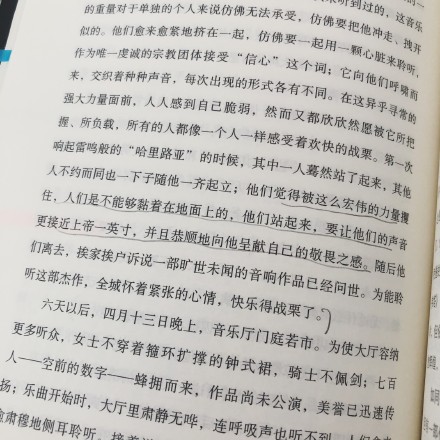 听到过的，这音乐
的重量对于单独的个人来说仿佛无法承受，仿佛要把他冲走、拽开
似的。他们愈来愈紧地挤在一起，仿佛要一起用一颗心脏来聆听，
作为唯一虔诚的宗教团体接受“信心”这个词；它向他们呼啸而
来，交织着种种声音，每次出现的形式各有不同。在这异乎寻常的
强大力量面前，人人感到自己脆弱，然而又都欣欣然愿被它所把
握、所负载，所有的人都像一个人一样感受着欢快的战栗。第一次
响起雷鸣般的“哈里路亚”的时候，其中一人蓦然站了起来，其他
人不约而同也一下子随他一齐起立；他们觉得被这么宏伟的力量攫
住，人们是不能够黏着在地面上的，他们站起来，要让他们的声音
更接近上帝一英寸，并且恭顺地向他呈献自己的敬畏之感。随后他
们离去，挨家挨户诉说一部旷世未闻的音响作品已经问世。为能聆
听这部杰作，全城怀着紧张的心情，快乐得战栗了。
六天以后，四月十三日晚上，音乐厅门庭若市。为使大厅容纳
更多听众，女士不穿着箍环扩撑的钟式裙，骑士不佩剑；七百
人——空前的数字——蜂拥而来，作品尚未公演，美誉已迅速传
扬；乐曲开始时，大厅里肃静无哗，连呼吸声也听不到，人们
愈肃穆地侧耳聆听。接着